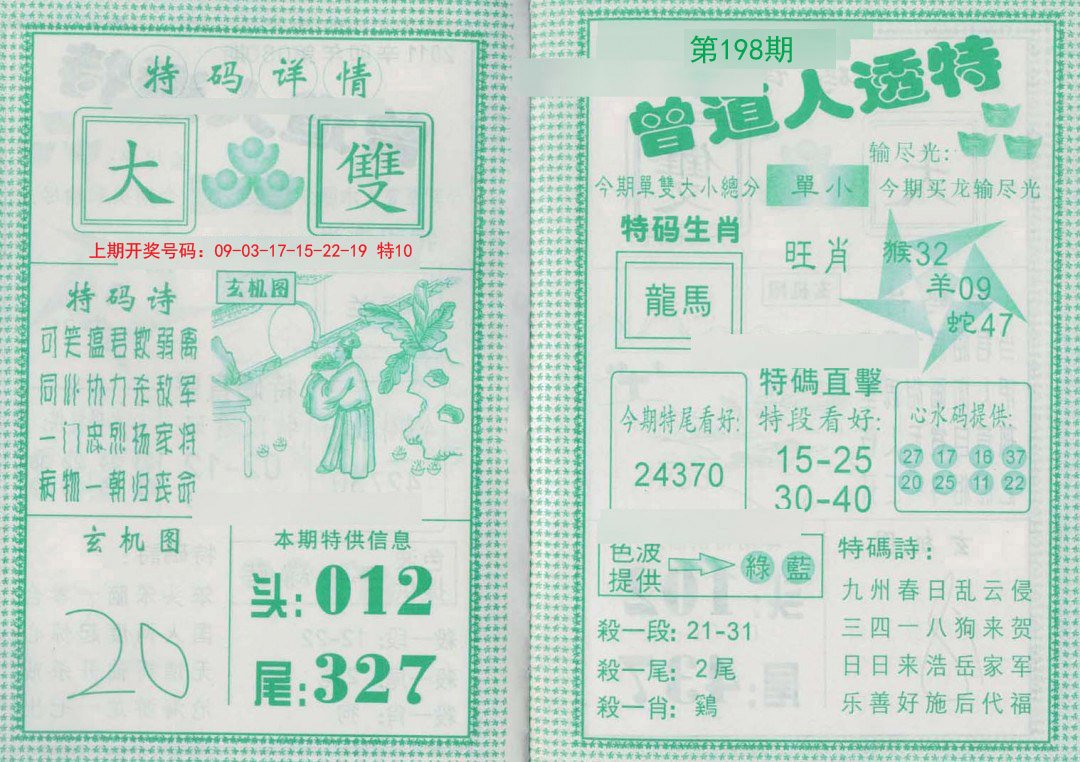 特码详情
大
雙
上期开奖号码：09-03-17-15-22-19 特10
特码诗
可笑瘟君欺弱离
同州协力杀敌军
一门忠烈杨家将
病物一朝归丧命
玄机图
玄机图
20
本期特供信息
头:012
尾:327
第198期
曾道人透特
输尽光:
今期單雙大小總分
單小
今期买龙输尽光
特码生肖
龍馬
旺肖
猴32
羊09
蛇47
特碼直擊
今期特尾看好:
24370
特段看好:
15-25
30-40
心水码提供:
27 17 16 37
20 25 11 22
色波
提供
綠 藍
殺一段: 21-31
殺一尾: 2尾
殺一肖: 鷄
特碼詩：
九州春日乱云侵
三四一八狗来贺
日日来浩岳家军
乐善好施后代福